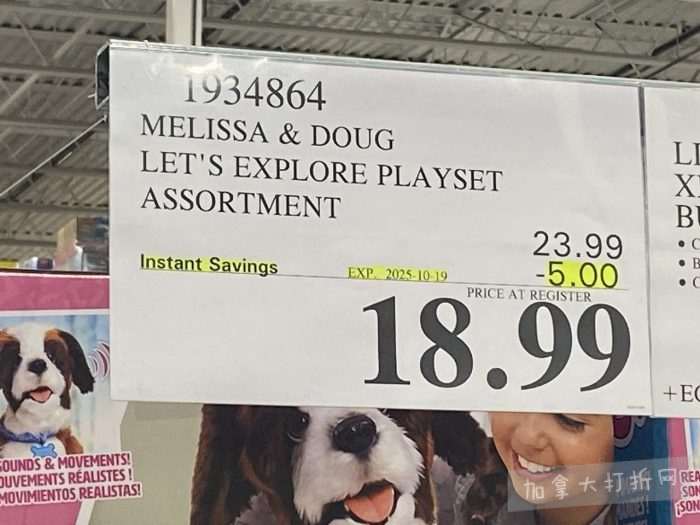 1934864
MELISSA & DOUG
LET'S EXPLORE PLAYSET
ASSORTMENT
23.99
Instant Savings EXP. 2025-10-19 -5.00
PRICE AT REGISTER
18.99
+EC
SOUNDS & MOVEMENTS!
MOUVEMENTS RÉALISTES!
MOVIMIENTOS REALISTAS!
加拿大打折网